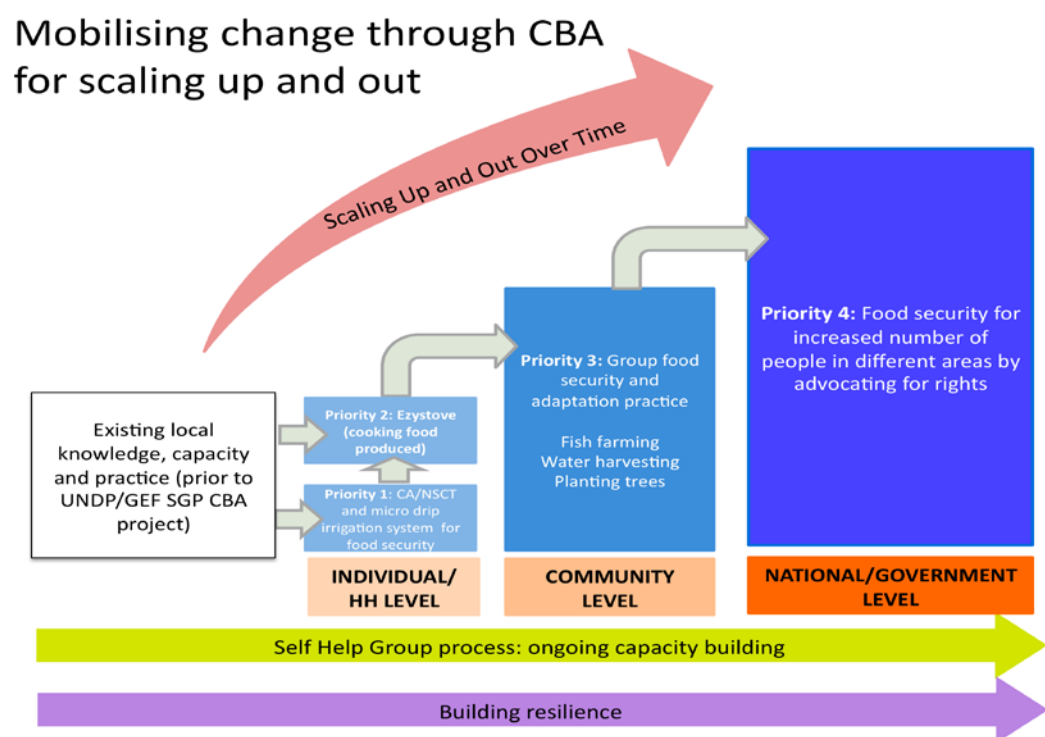 Mobilising change through CBA
for scaling up and out
Scaling Up and Out Over Time
Existing local
knowledge, capacity
and practice (prior to
UNDP/GEF SGP CBA
project)
Priority 2: Ezystove
(cooking food
produced)
Priority 1: CA/NSCT
and micro drip
irrigation system for
food security
INDIVIDUAL/
HH LEVEL
Priority 3: Group food
security and
adaptation practice
Fish farming
Water harvesting
Planting trees
COMMUNITY
LEVEL
Priority 4: Food security for
increased number of
people in different areas by
advocating for rights
NATIONAL/GOVERNMENT
LEVEL
Self Help Group process: ongoing capacity building
Building resilience